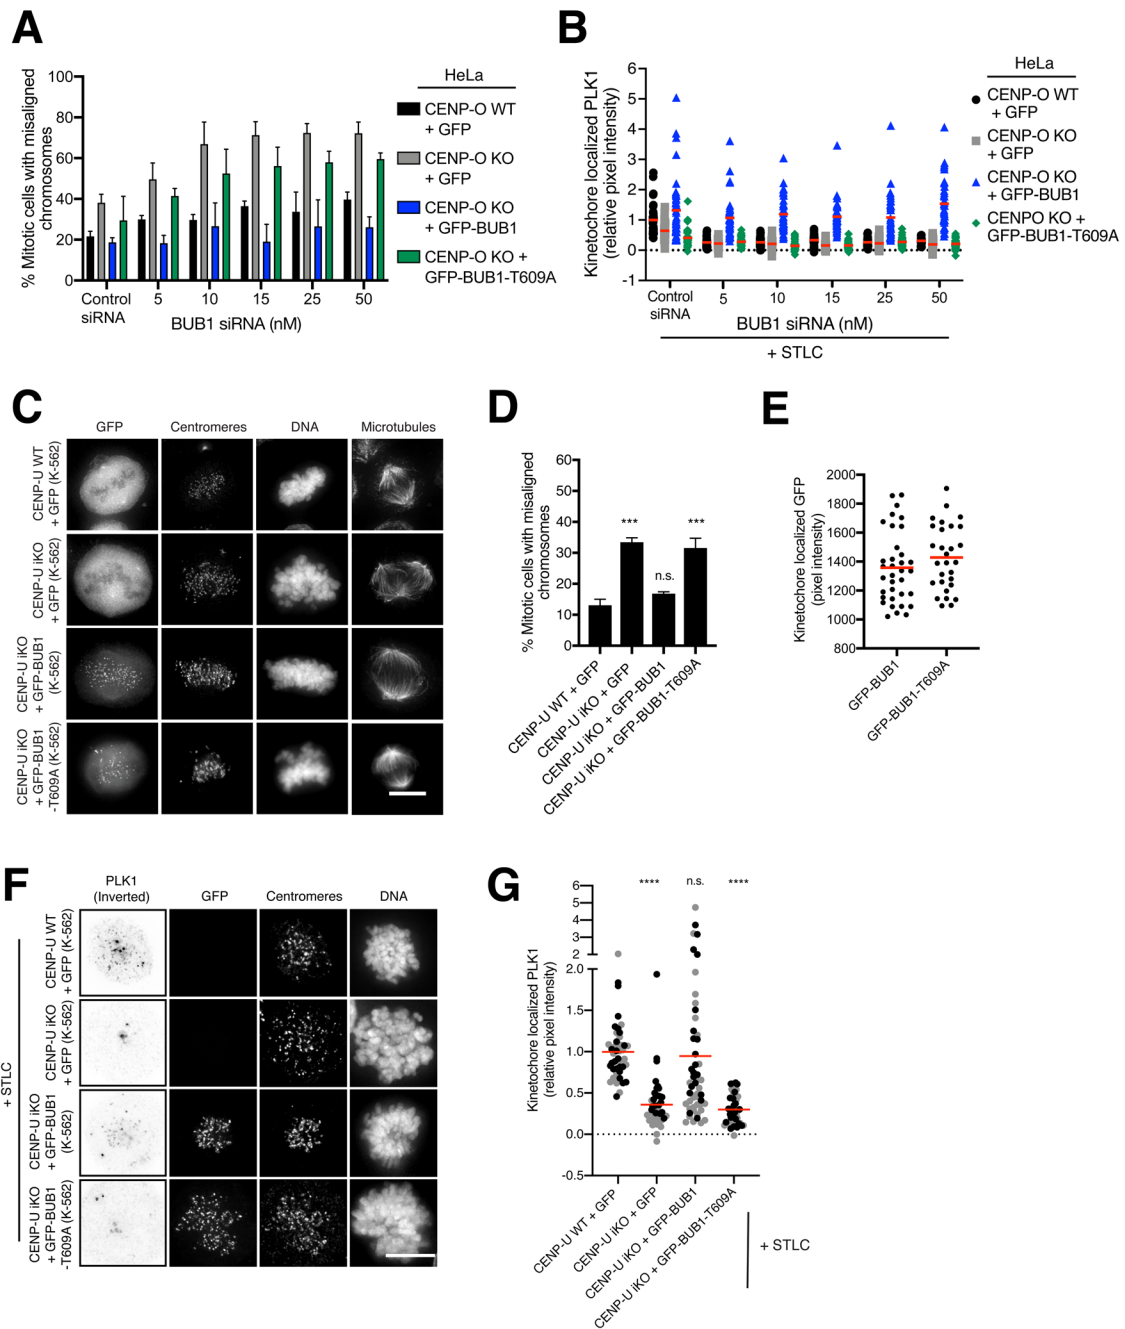 A
HeLa
CENP-O WT
+ GFP
CENP-O KO
+ GFP
CENP-O KO
+ GFP-BUB1
CENP-O KO +
GFP-BUB1-T609A
% Mitotic cells with misaligned
chromosomes
100
80
60
40
20
0
Control
siRNA
5
10
15
25
50
BUB1 siRNA (nM)
B
HeLa
CENP-O WT
+ GFP
CENP-O KO
+ GFP
CENP-O KO
+ GFP-BUB1
CENPO KO +
GFP-BUB1-T609A
Kinetochore localized PLK1
(relative pixel intensity)
6
5
4
3
2
1
0
-1
Control
siRNA
5
10
15
25
50
BUB1 siRNA (nM)
+ STLC
C
GFP
Centromeres
DNA
Microtubules
CENP-U WT
+ GFP (K-562)
CENP-U iKO
+ GFP (K-562)
CENP-U iKO
+ GFP-BUB1
(K-562)
CENP-U iKO
+ GFP-BUB1
-T609A (K-562)
D
% Mitotic cells with misaligned
chromosomes
60
50
40
30
20
10
0
***
n.s.
***
CENP-U WT + GFP
CENP-U iKO + GFP
CENP-U iKO + GFP-BUB1
CENP-U iKO + GFP-BUB1-T609A
E
Kinetochore localized GFP
(pixel intensity)
2000
1800
1600
1400
1200
1000
800
GFP-BUB1
GFP-BUB1-T609A
F
PLK1
(Inverted)
GFP
Centromeres
DNA
+ STLC
CENP-U WT
+ GFP (K-562)
CENP-U iKO
+ GFP (K-562)
CENP-U iKO
+ GFP-BUB1
(K-562)
CENP-U iKO
+ GFP-BUB1
-T609A (K-562)
G
Kinetochore localized PLK1
(relative pixel intensity)
6
5
4
3
2
2.0
1.5
1.0
0.5
0.0
-0.5
****
n.s.
****
CENP-U WT + GFP
CENP-U iKO + GFP
CENP-U iKO + GFP-BUB1
CENP-U iKO + GFP-BUB1-T609A
+ STLC